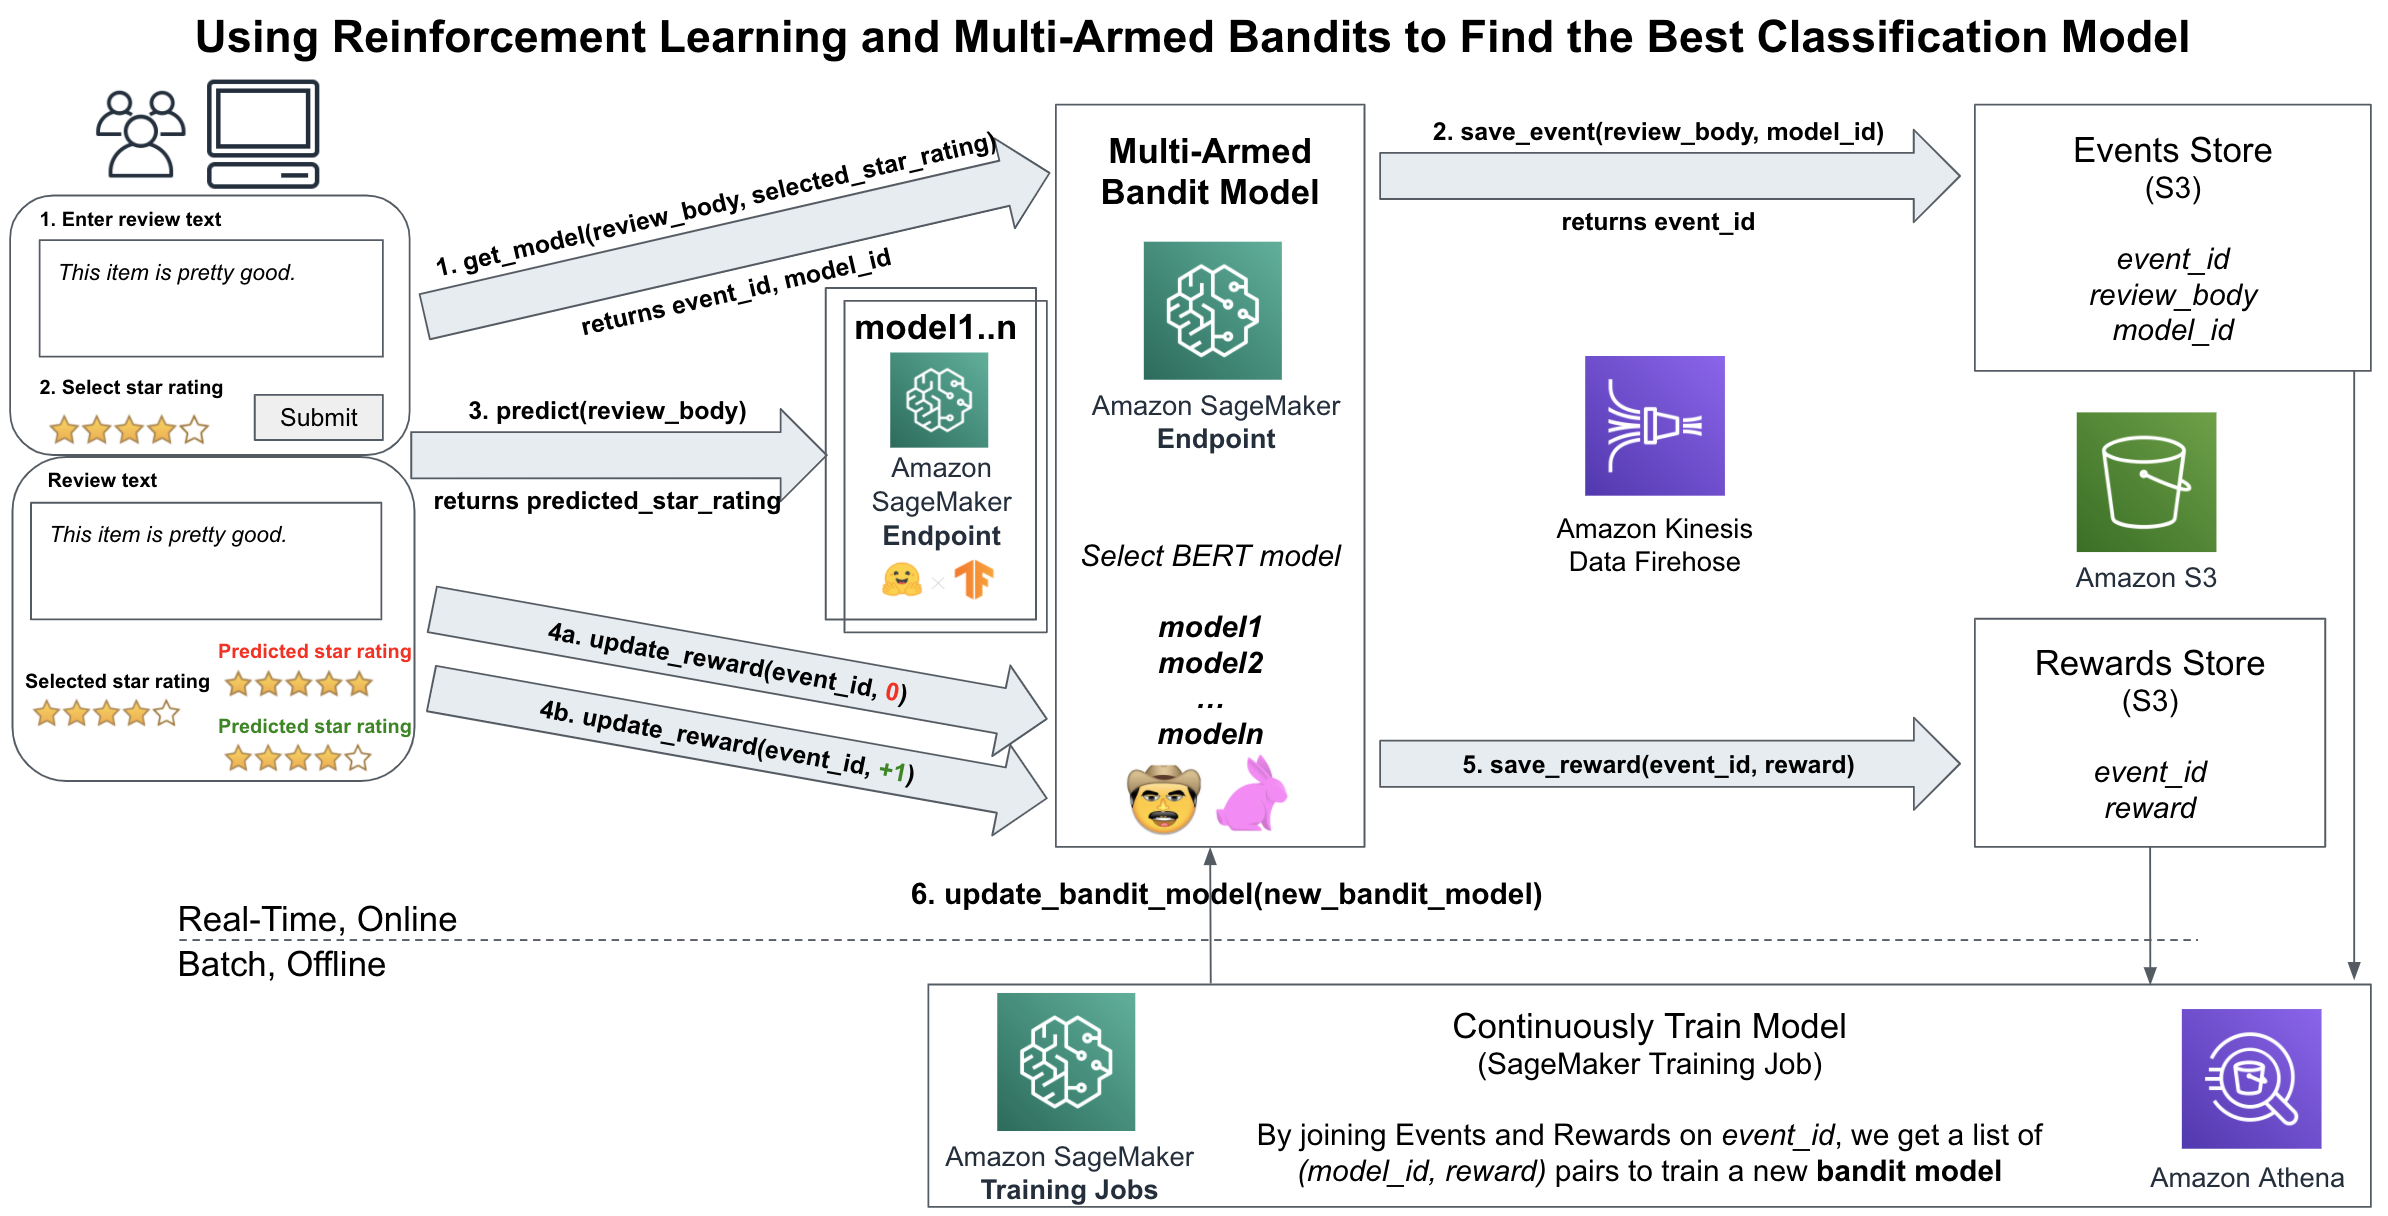 Using Reinforcement Learning and Multi-Armed Bandits to Find the Best Classification Model
1. Enter review text
This item is pretty good.
2. Select star rating
Submit
Review text
This item is pretty good.
Predicted star rating
Selected star rating
Predicted star rating
1. get_model(review_body, selected_star_rating)
returns event_id, model_id
3. predict(review_body)
returns predicted_star_rating
4a. update_reward(event_id, 0)
4b. update_reward(event_id, +1)
model1..n
Amazon
SageMaker
Endpoint
Multi-Armed
Bandit Model
Amazon SageMaker
Endpoint
Select BERT model
model1
model2
...
modeln
2. save_event(review_body, model_id)
returns event_id
Amazon Kinesis
Data Firehose
5. save_reward(event_id, reward)
Events Store
(S3)
event_id
review_body
model_id
Amazon S3
Rewards Store
(S3)
event_id
reward
6. update_bandit_model(new_bandit_model)
Real-Time, Online
Batch, Offline
Amazon SageMaker
Training Jobs
Continuously Train Model
(SageMaker Training Job)
By joining Events and Rewards on event_id, we get a list of
(model_id, reward) pairs to train a new bandit model
Amazon Athena